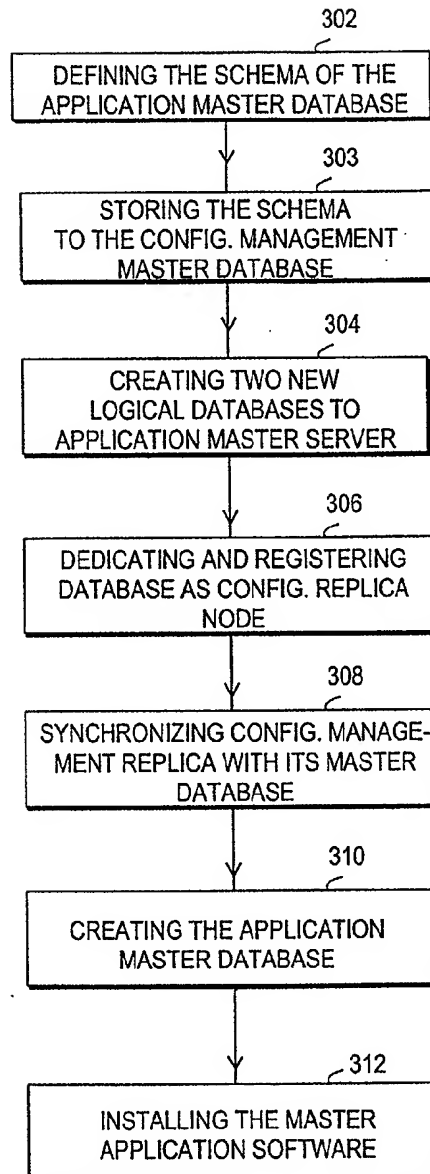 302
DEFINING THE SCHEMA OF THE
APPLICATION MASTER DATABASE
303
STORING THE SCHEMA
TO THE CONFIG. MANAGEMENT
MASTER DATABASE
304
CREATING TWO NEW
LOGICAL DATABASES TO
APPLICATION MASTER SERVER
306
DEDICATING AND REGISTERING
DATABASE AS CONFIG. REPLICA
NODE
308
SYNCHRONIZING CONFIG. MANAGE-
MENT REPLICA WITH ITS MASTER
DATABASE
310
CREATING THE APPLICATION
MASTER DATABASE
312
INSTALLING THE MASTER
APPLICATION SOFTWARE